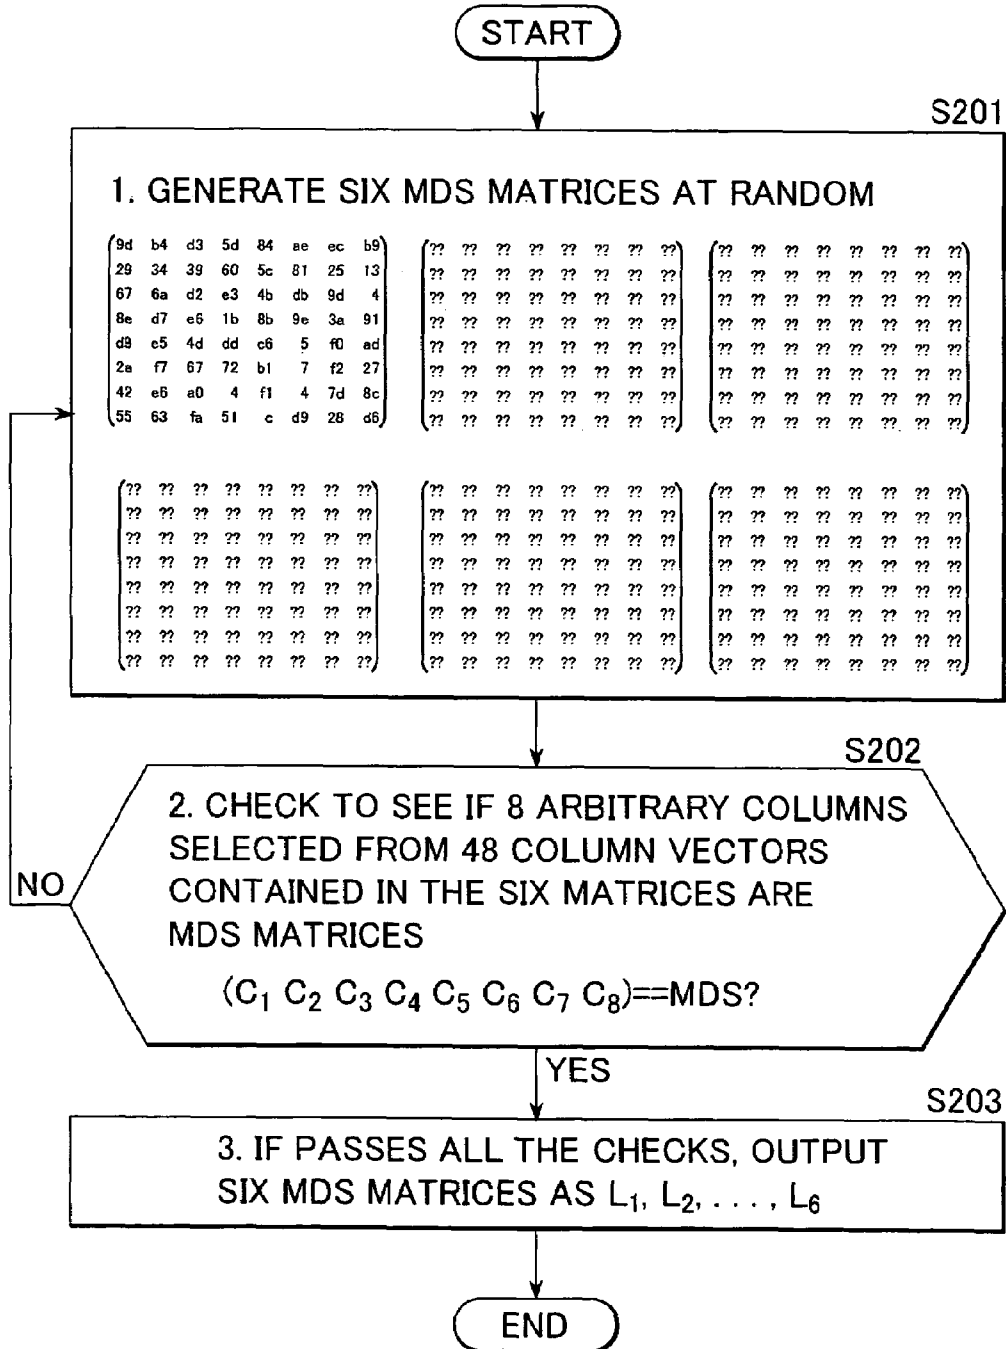 START
S201
1. GENERATE SIX MDS MATRICES AT RANDOM
9d b4 d3 5d 84 ae ec b9 ?? ?? ?? ?? ?? ?? ?? ?? ?? ?? ?? ?? ?? ?? ?? ??
29 34 39 60 5c 81 25 13 ?? ?? ?? ?? ?? ?? ?? ?? ?? ?? ?? ?? ?? ?? ?? ??
67 6a d2 e3 4b db 9d 4 ?? ?? ?? ?? ?? ?? ?? ?? ?? ?? ?? ?? ?? ?? ?? ??
8e d7 e6 1b 8b 9e 3a 91 ?? ?? ?? ?? ?? ?? ?? ?? ?? ?? ?? ?? ?? ?? ?? ??
d9 e5 4d dd c6 5 f0 ad ?? ?? ?? ?? ?? ?? ?? ?? ?? ?? ?? ?? ?? ?? ?? ??
2a f7 67 72 b1 7 f2 27 ?? ?? ?? ?? ?? ?? ?? ?? ?? ?? ?? ?? ?? ?? ?? ??
42 e6 a0 4 f1 4 7d 8c ?? ?? ?? ?? ?? ?? ?? ?? ?? ?? ?? ?? ?? ?? ?? ??
55 63 fa 51 c d9 28 d6 ?? ?? ?? ?? ?? ?? ?? ?? ?? ?? ?? ?? ?? ?? ?? ??
?? ?? ?? ?? ?? ?? ?? ?? ?? ?? ?? ?? ?? ?? ?? ?? ?? ?? ?? ?? ?? ?? ?? ??
?? ?? ?? ?? ?? ?? ?? ?? ?? ?? ?? ?? ?? ?? ?? ?? ?? ?? ?? ?? ?? ?? ?? ??
?? ?? ?? ?? ?? ?? ?? ?? ?? ?? ?? ?? ?? ?? ?? ?? ?? ?? ?? ?? ?? ?? ?? ??
?? ?? ?? ?? ?? ?? ?? ?? ?? ?? ?? ?? ?? ?? ?? ?? ?? ?? ?? ?? ?? ?? ?? ??
?? ?? ?? ?? ?? ?? ?? ?? ?? ?? ?? ?? ?? ?? ?? ?? ?? ?? ?? ?? ?? ?? ?? ??
?? ?? ?? ?? ?? ?? ?? ?? ?? ?? ?? ?? ?? ?? ?? ?? ?? ?? ?? ?? ?? ?? ?? ??
?? ?? ?? ?? ?? ?? ?? ?? ?? ?? ?? ?? ?? ?? ?? ?? ?? ?? ?? ?? ?? ?? ?? ??
?? ?? ?? ?? ?? ?? ?? ?? ?? ?? ?? ?? ?? ?? ?? ?? ?? ?? ?? ?? ?? ?? ?? ??
S202
2. CHECK TO SEE IF 8 ARBITRARY COLUMNS
SELECTED FROM 48 COLUMN VECTORS
CONTAINED IN THE SIX MATRICES ARE
MDS MATRICES
(C₁ C₂ C₃ C₄ C₅ C₆ C₇ C₈)==MDS?
NO
YES
S203
3. IF PASSES ALL THE CHECKS, OUTPUT
SIX MDS MATRICES AS L₁, L₂, . . . , L₆
END